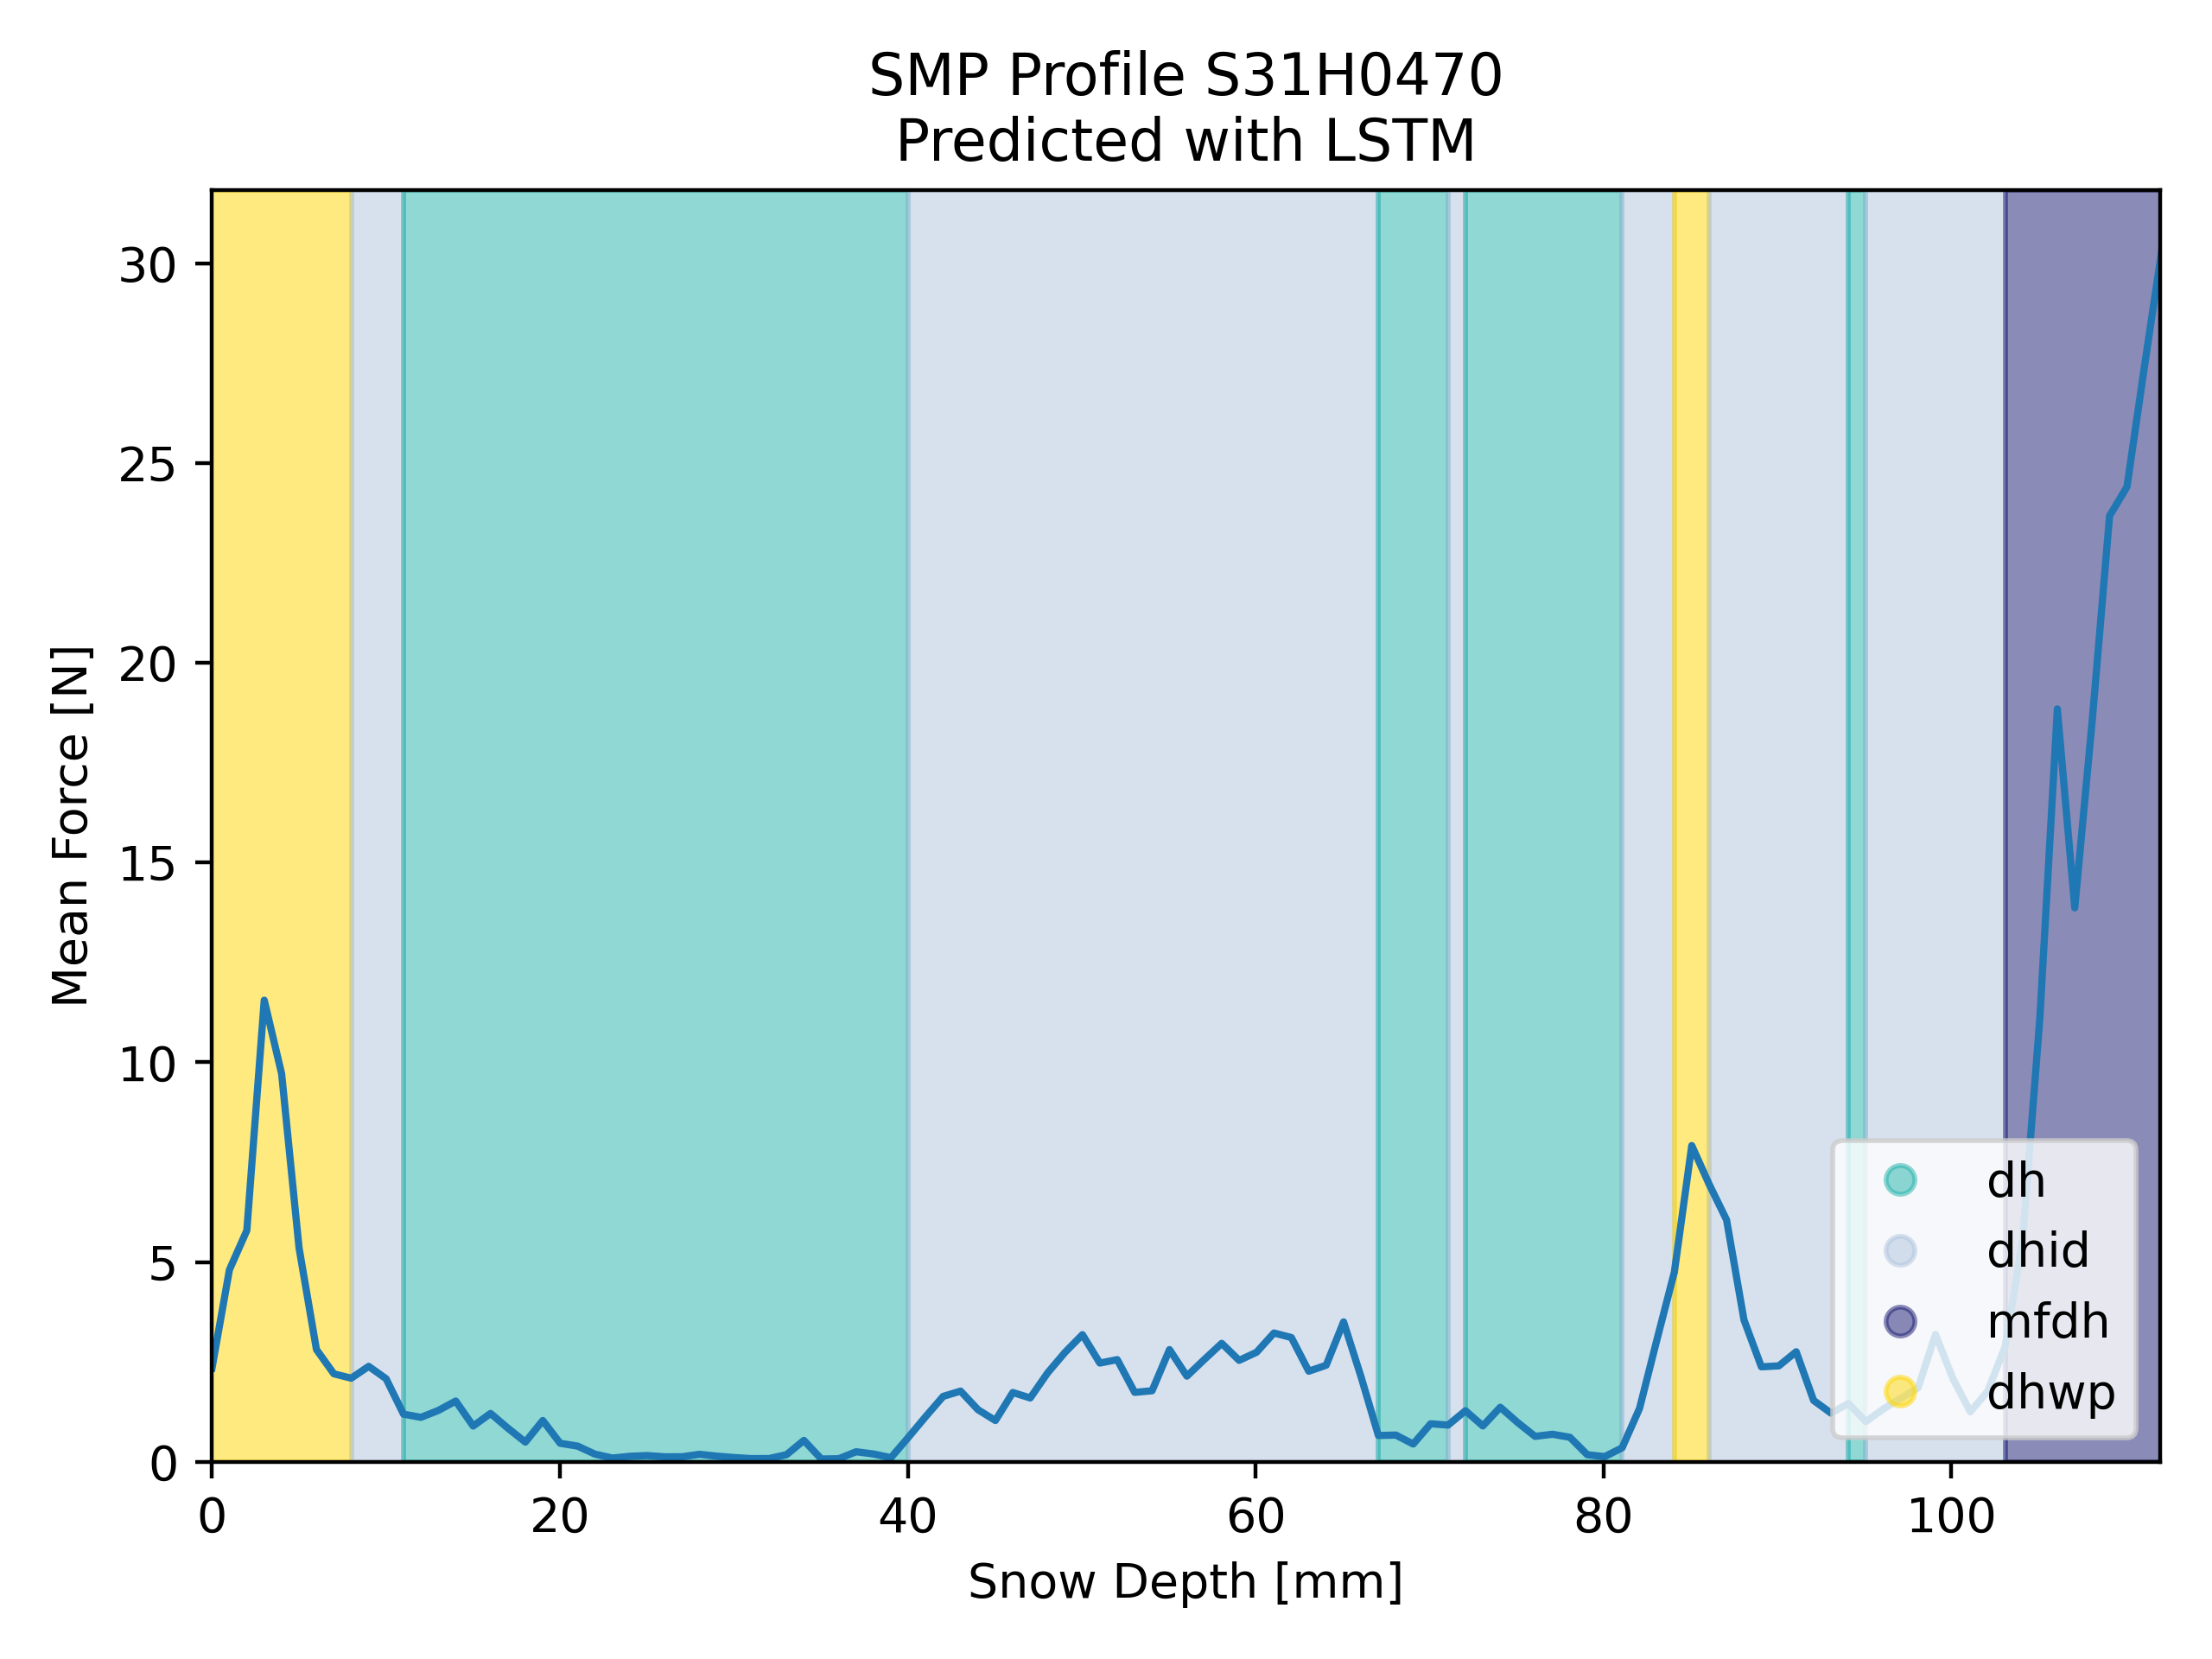 SMP Profile S31H0470
Predicted with LSTM
Mean Force [N]
30
25
20
15
10
5
0
0 20 40 60 80 100
Snow Depth [mm]
dh
dhid
mfdh
dhwp